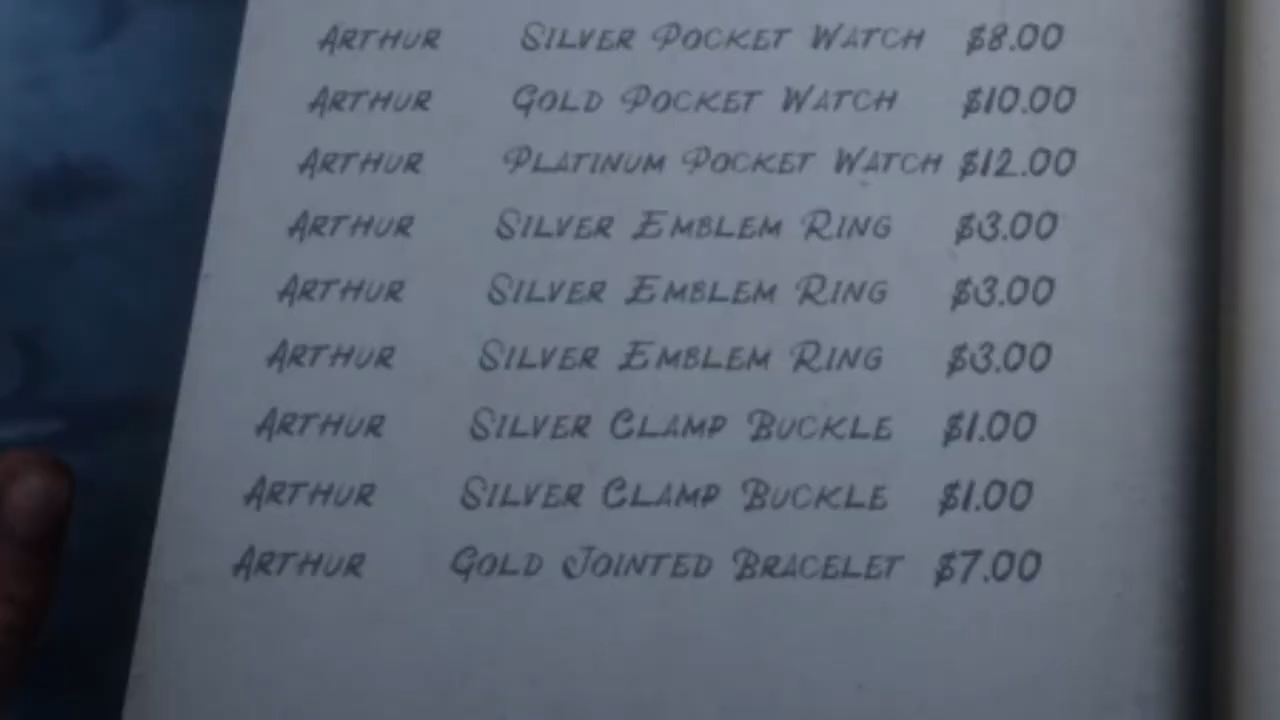 ARTHUR SILVER POCKET WATCH $8.00
ARTHUR GOLD POCKET WATCH $10.00
ARTHUR PLATINUM POCKET WATCH $12.00
ARTHUR SILVER EMBLEM RING $3.00
ARTHUR SILVER EMBLEM RING $3.00
ARTHUR SILVER EMBLEM RING $3.00
ARTHUR SILVER CLAMP BUCKLE $1.00
ARTHUR SILVER CLAMP BUCKLE $1.00
ARTHUR GOLD JOINTED BRACELET $7.00